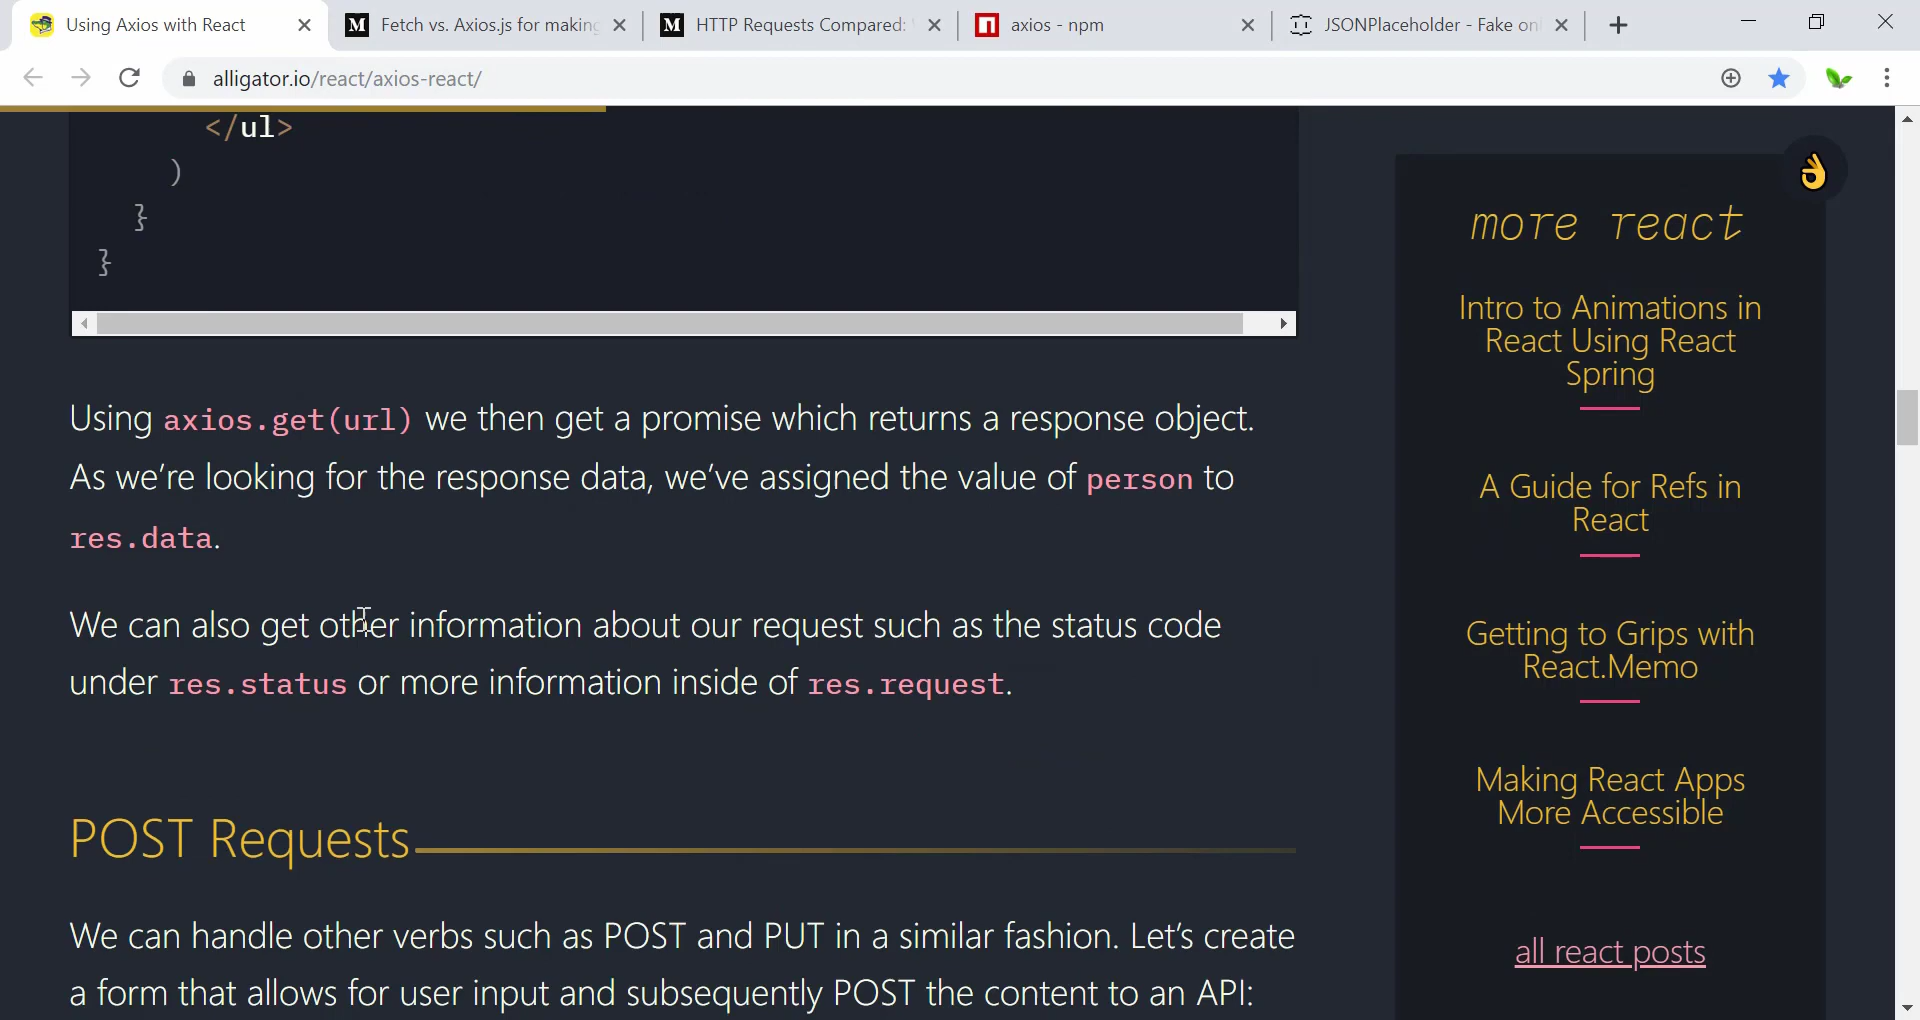 Using Axios with React
Fetch vs. Axios.js for making
HTTP Requests Compared:
axios - npm
JSONPlaceholder - Fake onl
alligator.io/react/axios-react/
</ul>
)
}
}
Using axios.get(url) we then get a promise which returns a response object.
As we’re looking for the response data, we’ve assigned the value of person to
res.data.
We can also get other information about our request such as the status code
under res.status or more information inside of res.request.
POST Requests
We can handle other verbs such as POST and PUT in a similar fashion. Let’s create
a form that allows for user input and subsequently POST the content to an API:
more react
Intro to Animations in
React Using React
Spring
A Guide for Refs in
React
Getting to Grips with
React.Memo
Making React Apps
More Accessible
all react posts